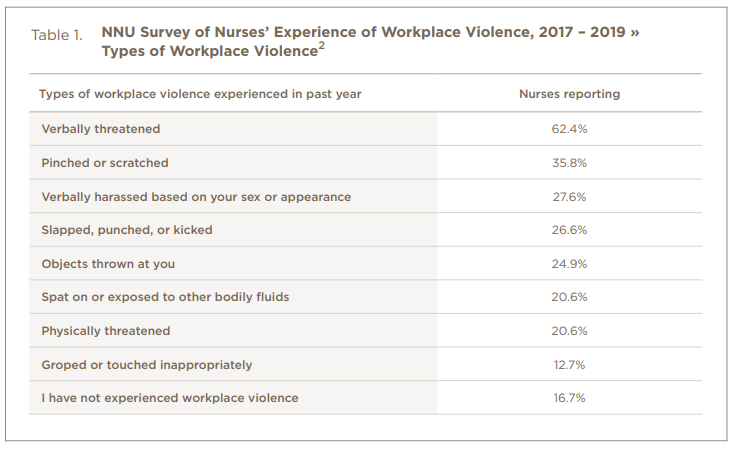 Table 1. NNU Survey of Nurses’ Experience of Workplace Violence, 2017 – 2019 »
Types of Workplace Violence2
Types of workplace violence experienced in past year Nurses reporting
Verbally threatened 62.4%
Pinched or scratched 35.8%
Verbally harassed based on your sex or appearance 27.6%
Slapped, punched, or kicked 26.6%
Objects thrown at you 24.9%
Spat on or exposed to other bodily fluids 20.6%
Physically threatened 20.6%
Groped or touched inappropriately 12.7%
I have not experienced workplace violence 16.7%